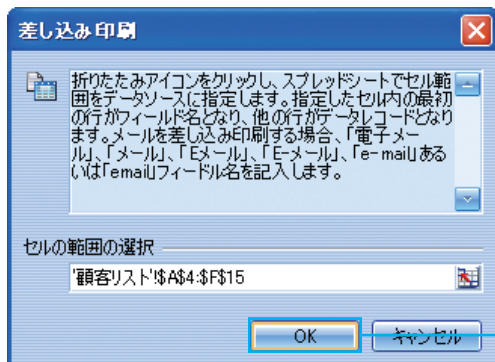 差し込み印刷
折りたたみアイコンをクリックし、スプレッドシートでセル範
囲をデータソースに指定します。指定したセル内の最初
の行がフィールド名となり、他の行がデータレコードとなり
ます。メールを差し込み印刷する場合、「電子メー
ル」、「メール」、「Eメール」、「E-メール」、「e-mail」ある
いは「email」フィードル名を記入します。
セルの範囲の選択
'顧客リスト'!$A$4:$F$15
OK
キャンセル